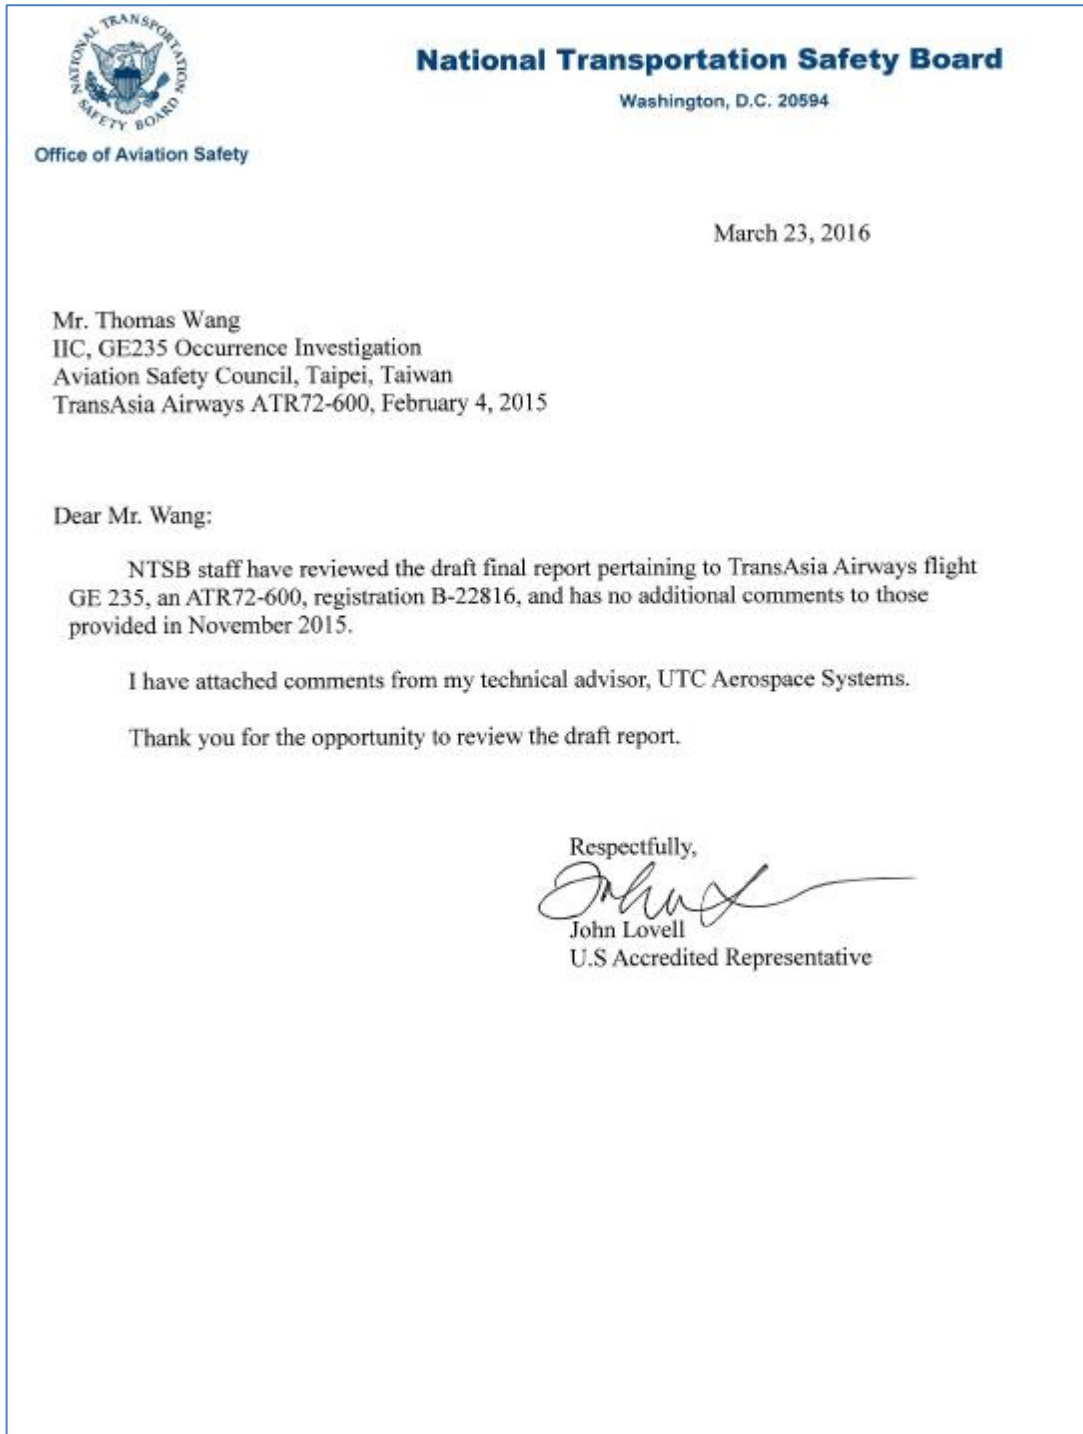 NATIONAL TRANSPORTATION SAFETY BOARD
National Transportation Safety Board
Washington, D.C. 20594
Office of Aviation Safety
March 23, 2016
Mr. Thomas Wang
IIC, GE235 Occurrence Investigation
Aviation Safety Council, Taipei, Taiwan
TransAsia Airways ATR72-600, February 4, 2015
Dear Mr. Wang:
NTSB staff have reviewed the draft final report pertaining to TransAsia Airways flight
GE 235, an ATR72-600, registration B-22816, and has no additional comments to those
provided in November 2015.
I have attached comments from my technical advisor, UTC Aerospace Systems.
Thank you for the opportunity to review the draft report.
Respectfully,
John L
John Lovell
U.S Accredited Representative